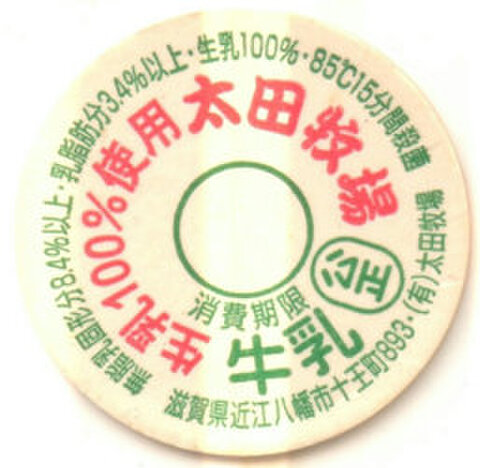 無脂乳固形分8.4%以上・乳脂肪分3.4%以上・生乳100%・85℃15分間殺菌
生乳100%使用太田牧場
公正
消費期限
牛乳
滋賀県近江八幡市十王町893・(有)太田牧場